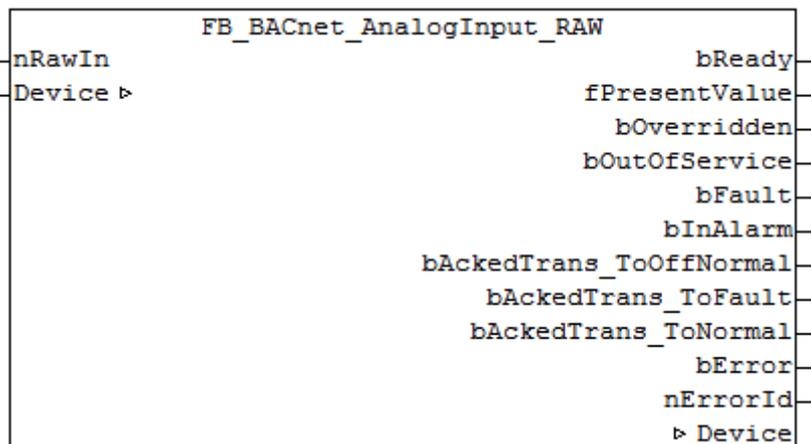 FB_BACnet_AnalogInput_RAW
nRawIn bReady
Device ▷ fPresentValue
bOverridden
bOutOfService
bFault
bInAlarm
bAckedTrans_ToOffNormal
bAckedTrans_ToFault
bAckedTrans_ToNormal
bError
nErrorId
▷ Device